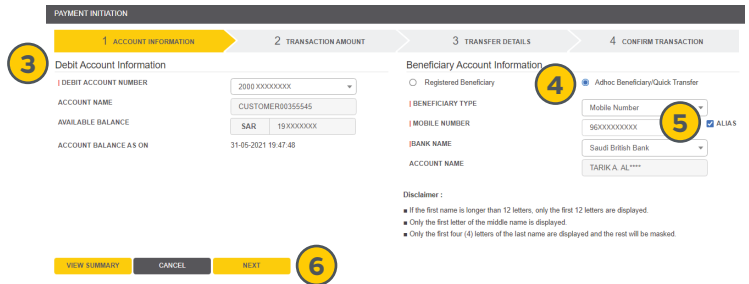 PAYMENT INITIATION
1 ACCOUNT INFORMATION
2 TRANSACTION AMOUNT
3 TRANSFER DETAILS
4 CONFIRM TRANSACTION
3
Debit Account Information
| DEBIT ACCOUNT NUMBER
2000 XXXXXXXX
ACCOUNT NAME
CUSTOMER00355545
AVAILABLE BALANCE
SAR 19XXXXXXX
ACCOUNT BALANCE AS ON
31-05-2021 19:47:48
Beneficiary Account Information
Registered Beneficiary
4
Adhoc Beneficiary/Quick Transfer
| BENEFICIARY TYPE
Mobile Number
| MOBILE NUMBER
96XXXXXXXXX
5
ALIAS
|BANK NAME
Saudi British Bank
ACCOUNT NAME
TARIK A AL****
Disclaimer :
If the first name is longer than 12 letters, only the first 12 letters are displayed.
Only the first letter of the middle name is displayed.
Only the first four (4) letters of the last name are displayed and the rest will be masked.
VIEW SUMMARY
CANCEL
NEXT
6